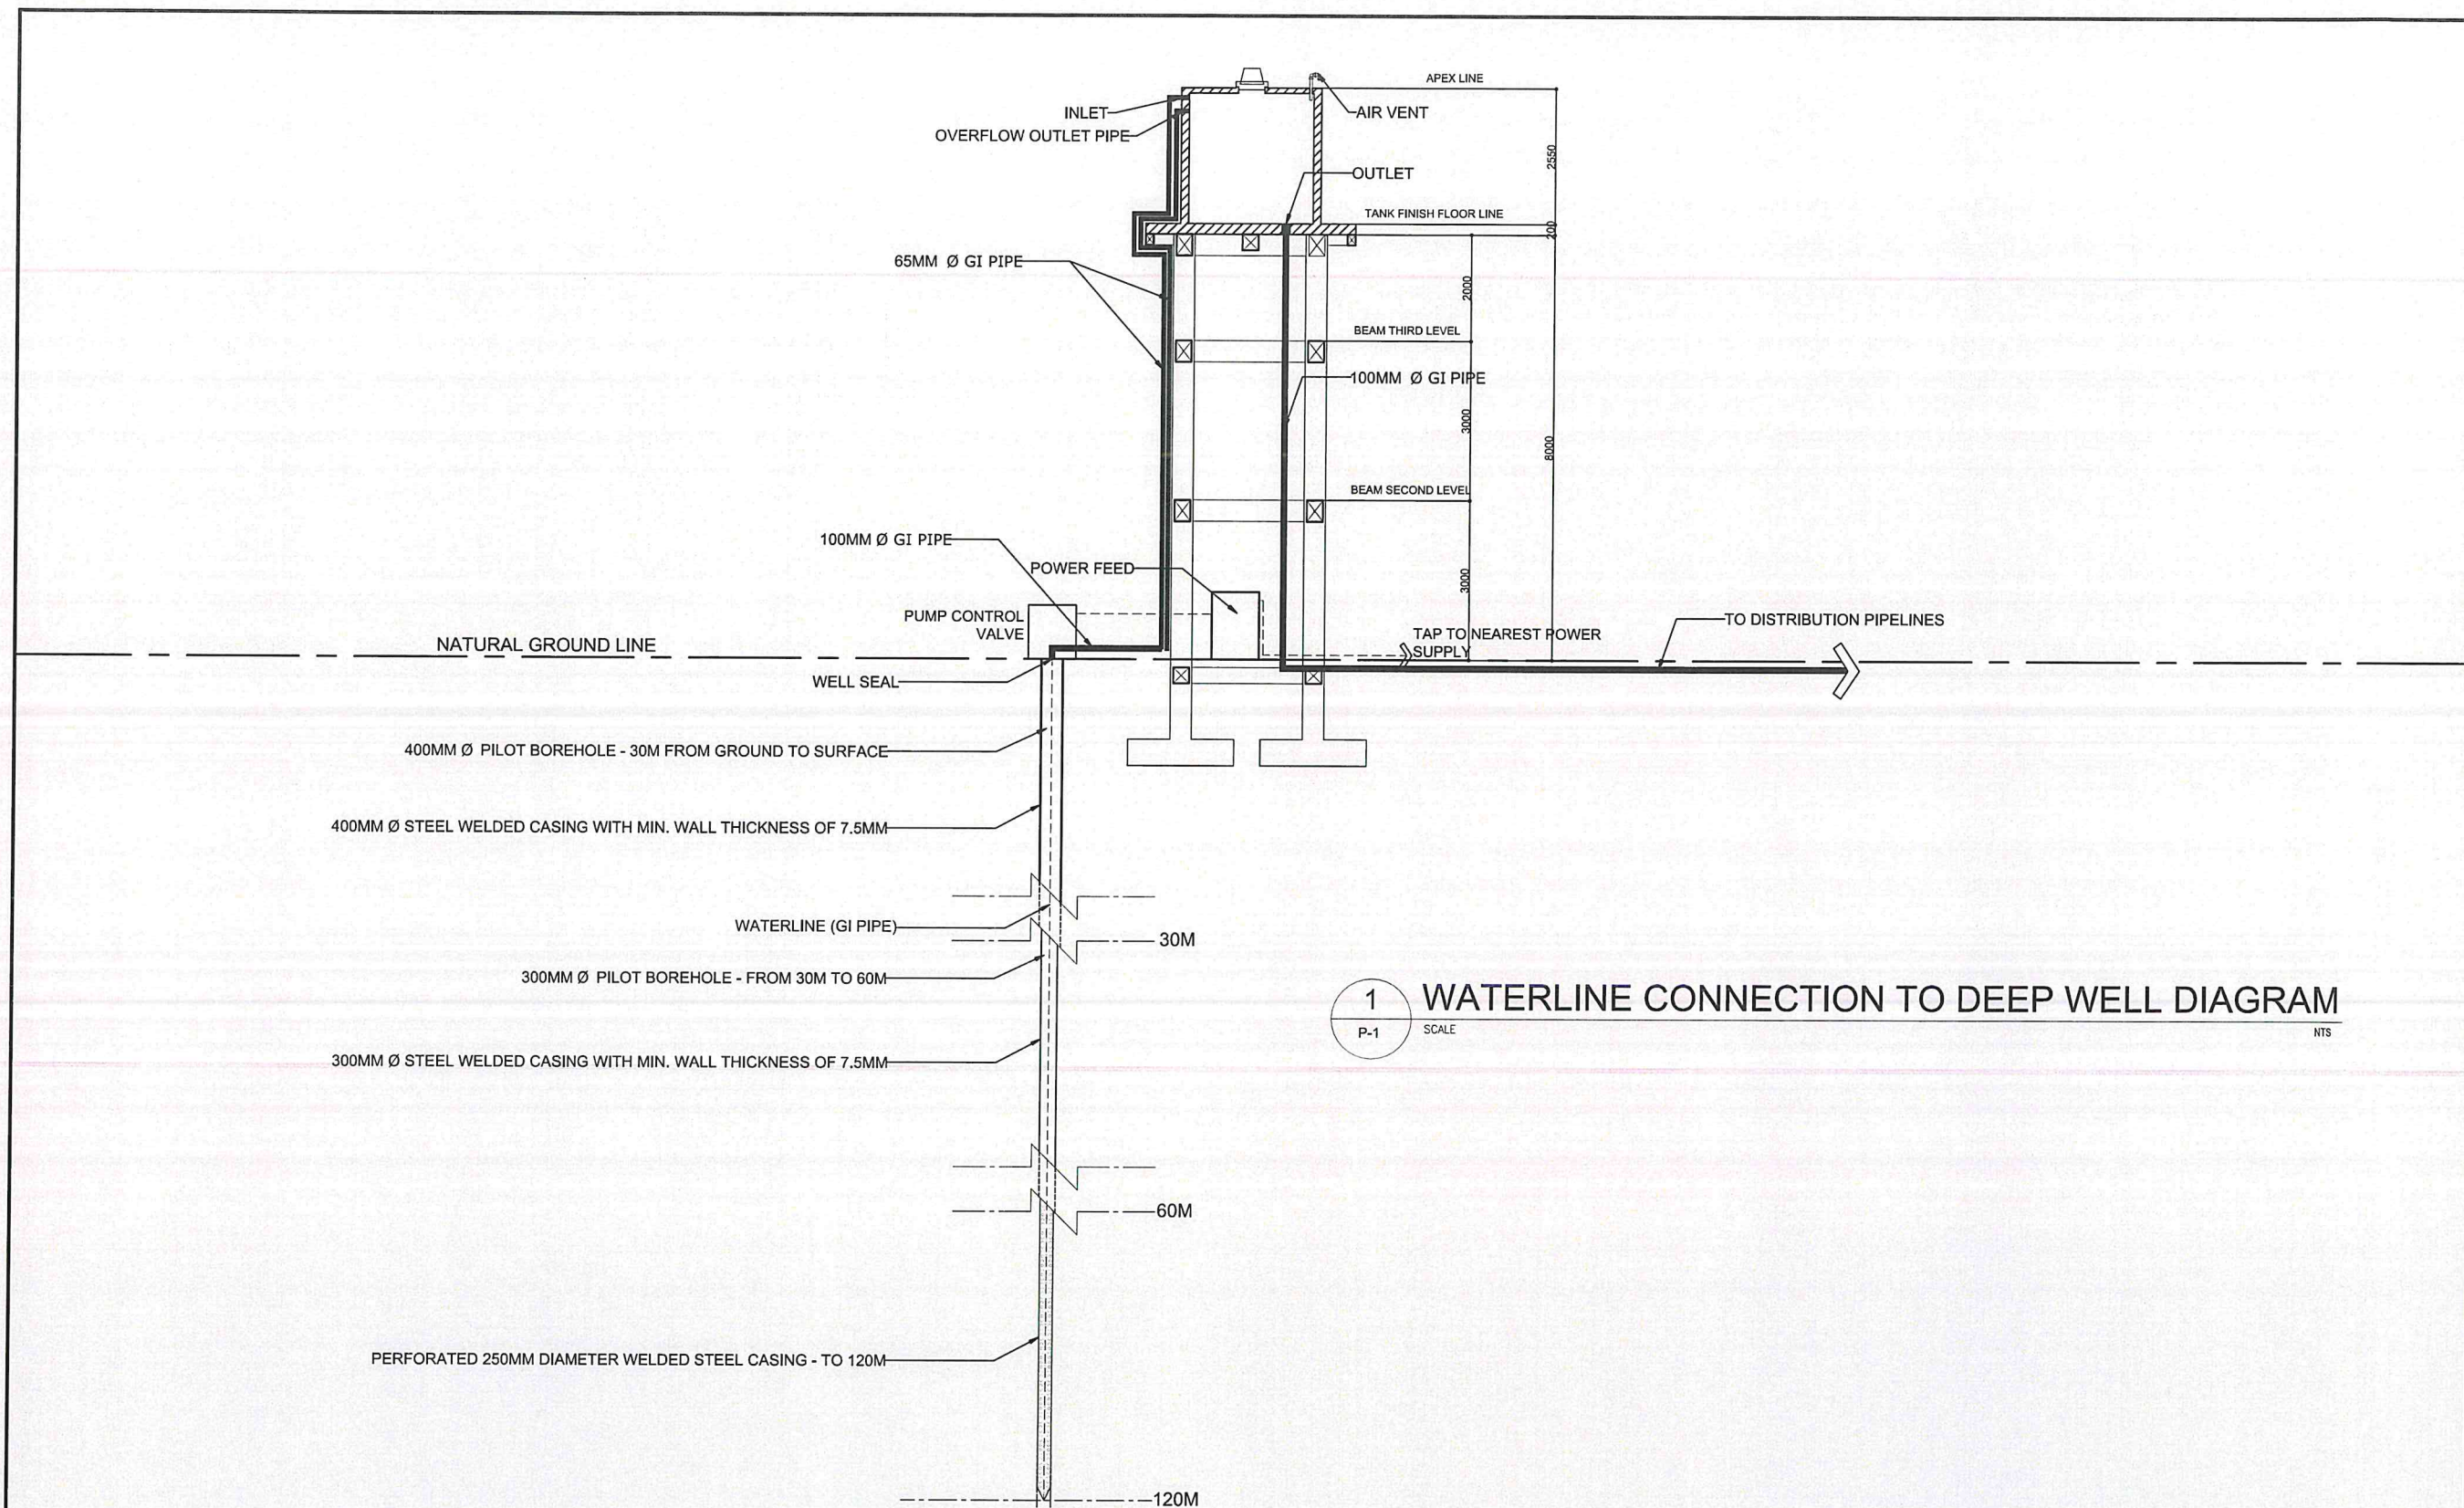 APEX LINE
INLET
AIR VENT
OVERFLOW OUTLET PIPE
2550
OUTLET
TANK FINISH FLOOR LINE
200
65MM Ø GI PIPE
2000
BEAM THIRD LEVEL
100MM Ø GI PIPE
3000
8000
BEAM SECOND LEVEL
100MM Ø GI PIPE
POWER FEED
3000
PUMP CONTROL
VALVE
NATURAL GROUND LINE
TAP TO NEAREST POWER
SUPPLY
TO DISTRIBUTION PIPELINES
WELL SEAL
400MM Ø PILOT BOREHOLE - 30M FROM GROUND TO SURFACE
400MM Ø STEEL WELDED CASING WITH MIN. WALL THICKNESS OF 7.5MM
WATERLINE (GI PIPE)
30M
300MM Ø PILOT BOREHOLE - FROM 30M TO 60M
1
P-1
WATERLINE CONNECTION TO DEEP WELL DIAGRAM
SCALE
NTS
300MM Ø STEEL WELDED CASING WITH MIN. WALL THICKNESS OF 7.5MM
60M
PERFORATED 250MM DIAMETER WELDED STEEL CASING - TO 120M
120M